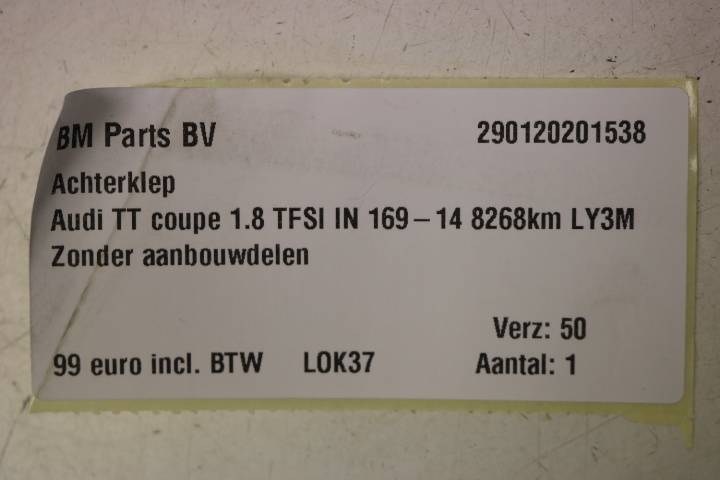 BM Parts BV 290120201538
Achterklep
Audi TT coupe 1.8 TFSI IN 169-14 8268km LY3M
Zonder aanbouwdelen
Verz: 50
99 euro incl. BTW LOK37 Aantal: 1